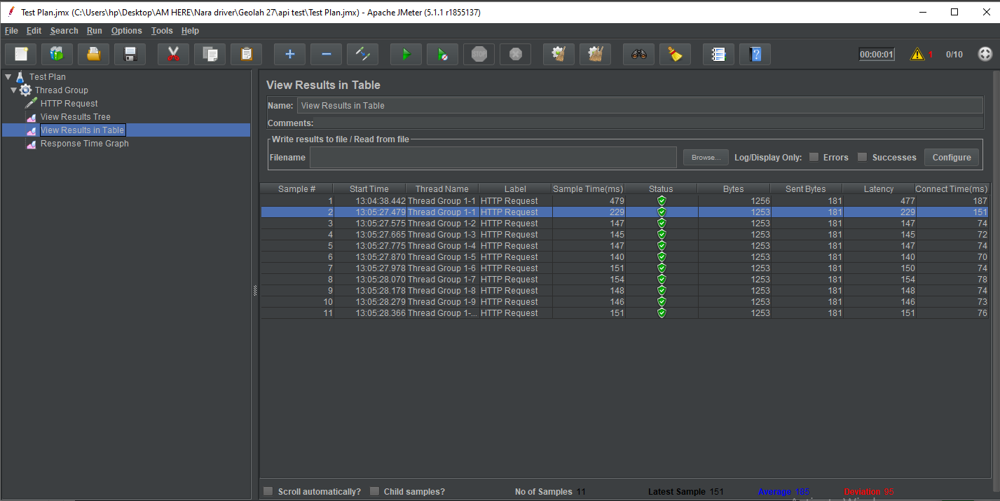 Test Plan.jmx (C:\Users\hp\Desktop\AM HERE\Nara driver\Geolah 27\api test\Test Plan.jmx) - Apache JMeter (5.1.1 r1855137)
File Edit Search Run Options Tools Help
STOP 00:00:01 1 0/10
Test Plan
Thread Group
HTTP Request
View Results Tree
View Results in Table
Response Time Graph
View Results in Table
Name: View Results in Table
Comments:
Write results to file / Read from file
Filename Browse... Log/Display Only: Errors Successes Configure
Sample # Start Time Thread Name Label Sample Time(ms) Status Bytes Sent Bytes Latency Connect Time(ms)
1 13:04:38.442 Thread Group 1-1 HTTP Request 479 1256 181 477 187
2 13:05:27.479 Thread Group 1-1 HTTP Request 229 1253 181 229 151
3 13:05:27.575 Thread Group 1-2 HTTP Request 147 1253 181 147 74
4 13:05:27.665 Thread Group 1-3 HTTP Request 145 1253 181 145 72
5 13:05:27.775 Thread Group 1-4 HTTP Request 147 1253 181 147 74
6 13:05:27.870 Thread Group 1-5 HTTP Request 140 1253 181 140 70
7 13:05:27.978 Thread Group 1-6 HTTP Request 151 1253 181 150 74
8 13:05:28.070 Thread Group 1-7 HTTP Request 154 1253 181 154 78
9 13:05:28.178 Thread Group 1-8 HTTP Request 148 1253 181 148 74
10 13:05:28.279 Thread Group 1-9 HTTP Request 146 1253 181 146 73
11 13:05:28.366 Thread Group 1-... HTTP Request 151 1253 181 151 76
Scroll automatically? Child samples? No of Samples 11 Latest Sample 151 Average 185 Deviation 95